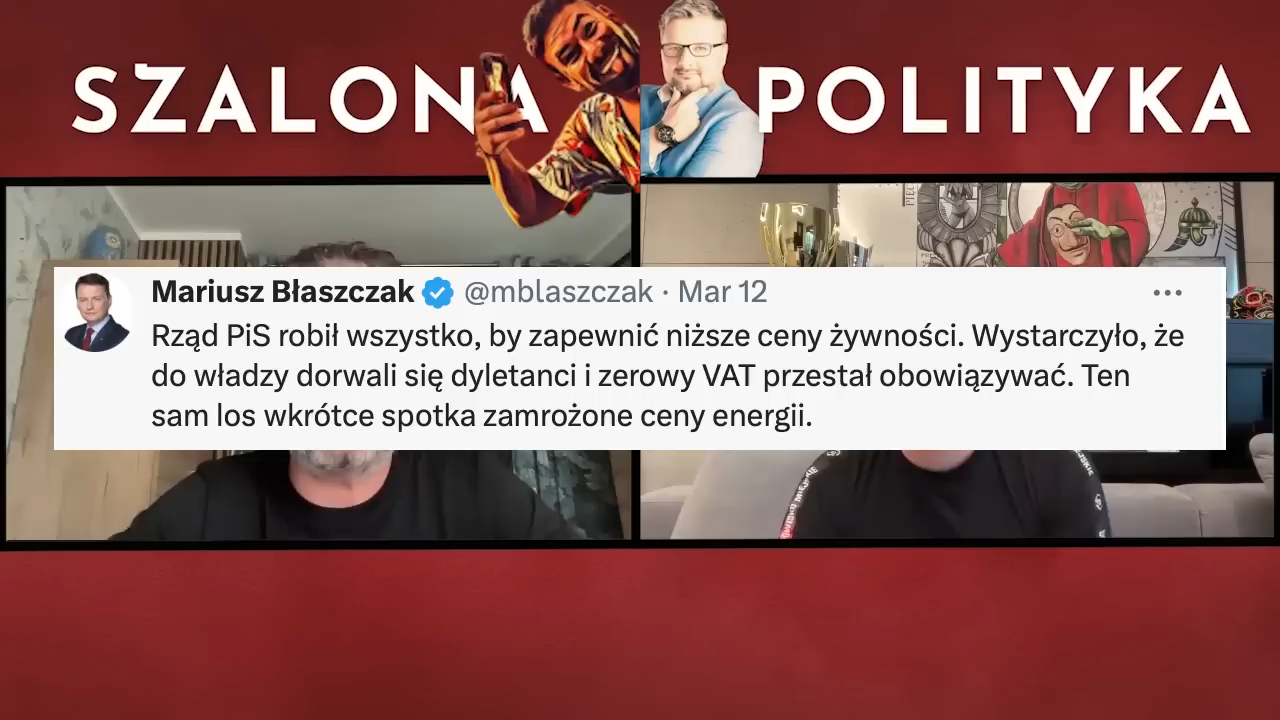 SZALONA POLITYKA
Mariusz Błaszczak @mblaszczak · Mar 12
Rząd PiS robił wszystko, by zapewnić niższe ceny żywności. Wystarczyło, że
do władzy dorwali się dyletanci i zerowy VAT przestał obowiązywać. Ten
sam los wkrótce spotka zamrożone ceny energii.